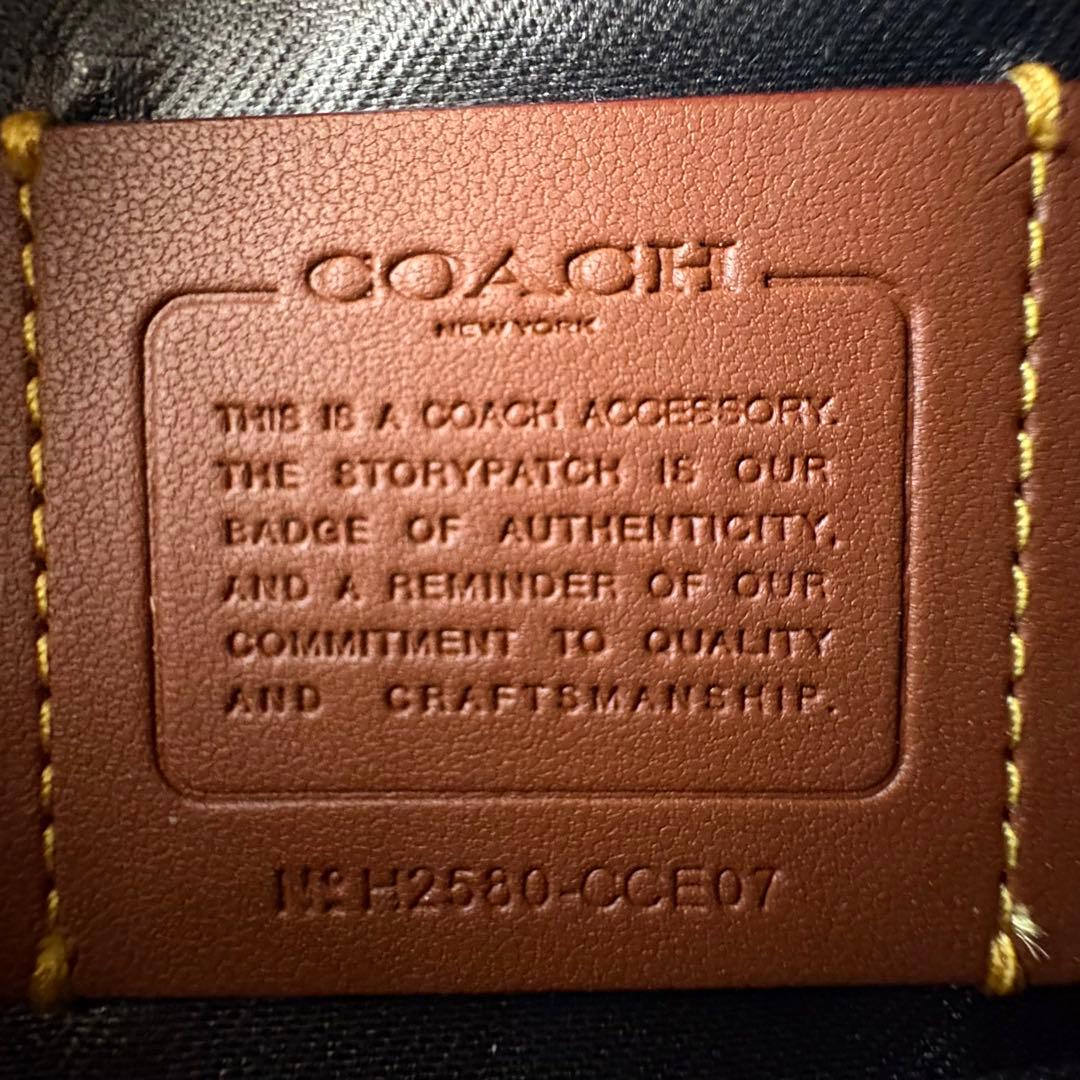 COACH
NEW YORK
THIS IS A COACH ACCESSORY.
THE STORYPATCH IS OUR
BADGE OF AUTHENTICITY,
AND A REMINDER OF OUR
COMMITMENT TO QUALITY
AND CRAFTSMANSHIP.
Nº H2580-CCE07